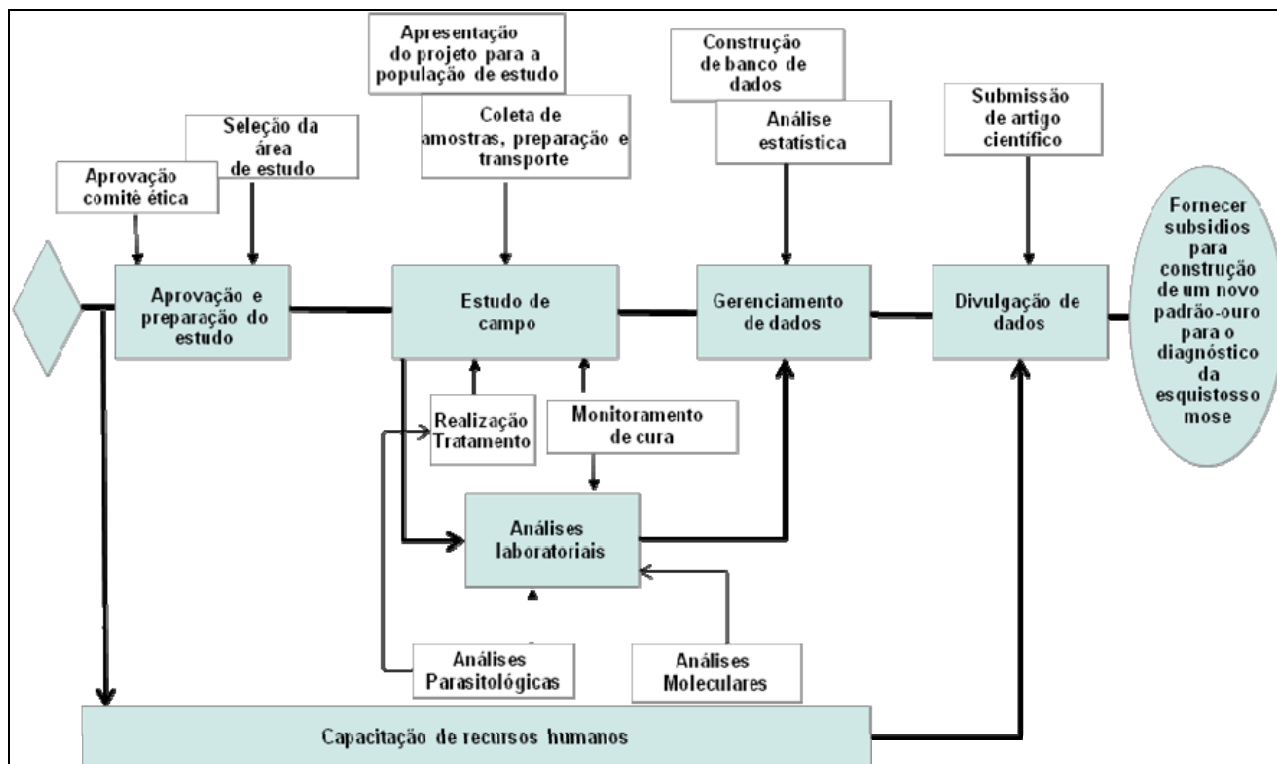 Apresentação
do projeto para a
população de estudo
Construção
de banco de
dados
Submissão
de artigo
científico
Coleta de
amostras, preparação e
transporte
Análise
estatística
Seleção da
área
de estudo
Aprovação
comitê ética
Fornecer
subsídios
para
construção
de um novo
padrão-ouro
para o
diagnóstico
da
esquistosso
mose
Aprovação e
preparação do
estudo
Estudo de
campo
Gerenciamento
de dados
Divulgação de
dados
Realização
Tratamento
Monitoramento
de cura
Análises
laboratoriais
Análises
Parasitológicas
Análises
Moleculares
Capacitação de recursos humanos